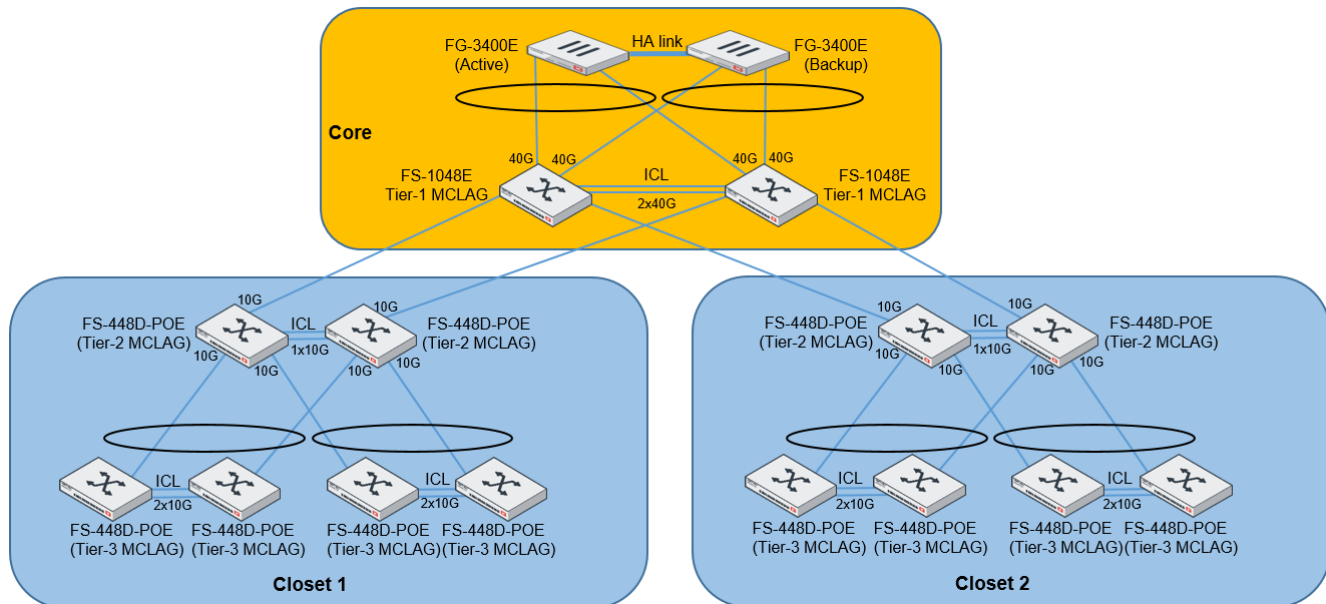 HA link
FG-3400E
(Active)
FG-3400E
(Backup)
Core
40G
40G
40G
40G
FS-1048E
Tier-1 MCLAG
ICL
2x40G
FS-1048E
Tier-1 MCLAG
10G
10G
FS-448D-POE
(Tier-2 MCLAG)
ICL
1x10G
FS-448D-POE
(Tier-2 MCLAG)
10G
10G
10G
10G
ICL
2x10G
ICL
2x10G
FS-448D-POE
(Tier-3 MCLAG)
FS-448D-POE
(Tier-3 MCLAG)
FS-448D-POE
(Tier-3 MCLAG)
FS-448D-POE
(Tier-3 MCLAG)
Closet 1
10G
10G
FS-448D-POE
(Tier-2 MCLAG)
ICL
1x10G
FS-448D-POE
(Tier-2 MCLAG)
10G
10G
10G
10G
ICL
2x10G
ICL
2x10G
FS-448D-POE
(Tier-3 MCLAG)
FS-448D-POE
(Tier-3 MCLAG)
FS-448D-POE
(Tier-3 MCLAG)
FS-448D-POE
(Tier-3 MCLAG)
Closet 2